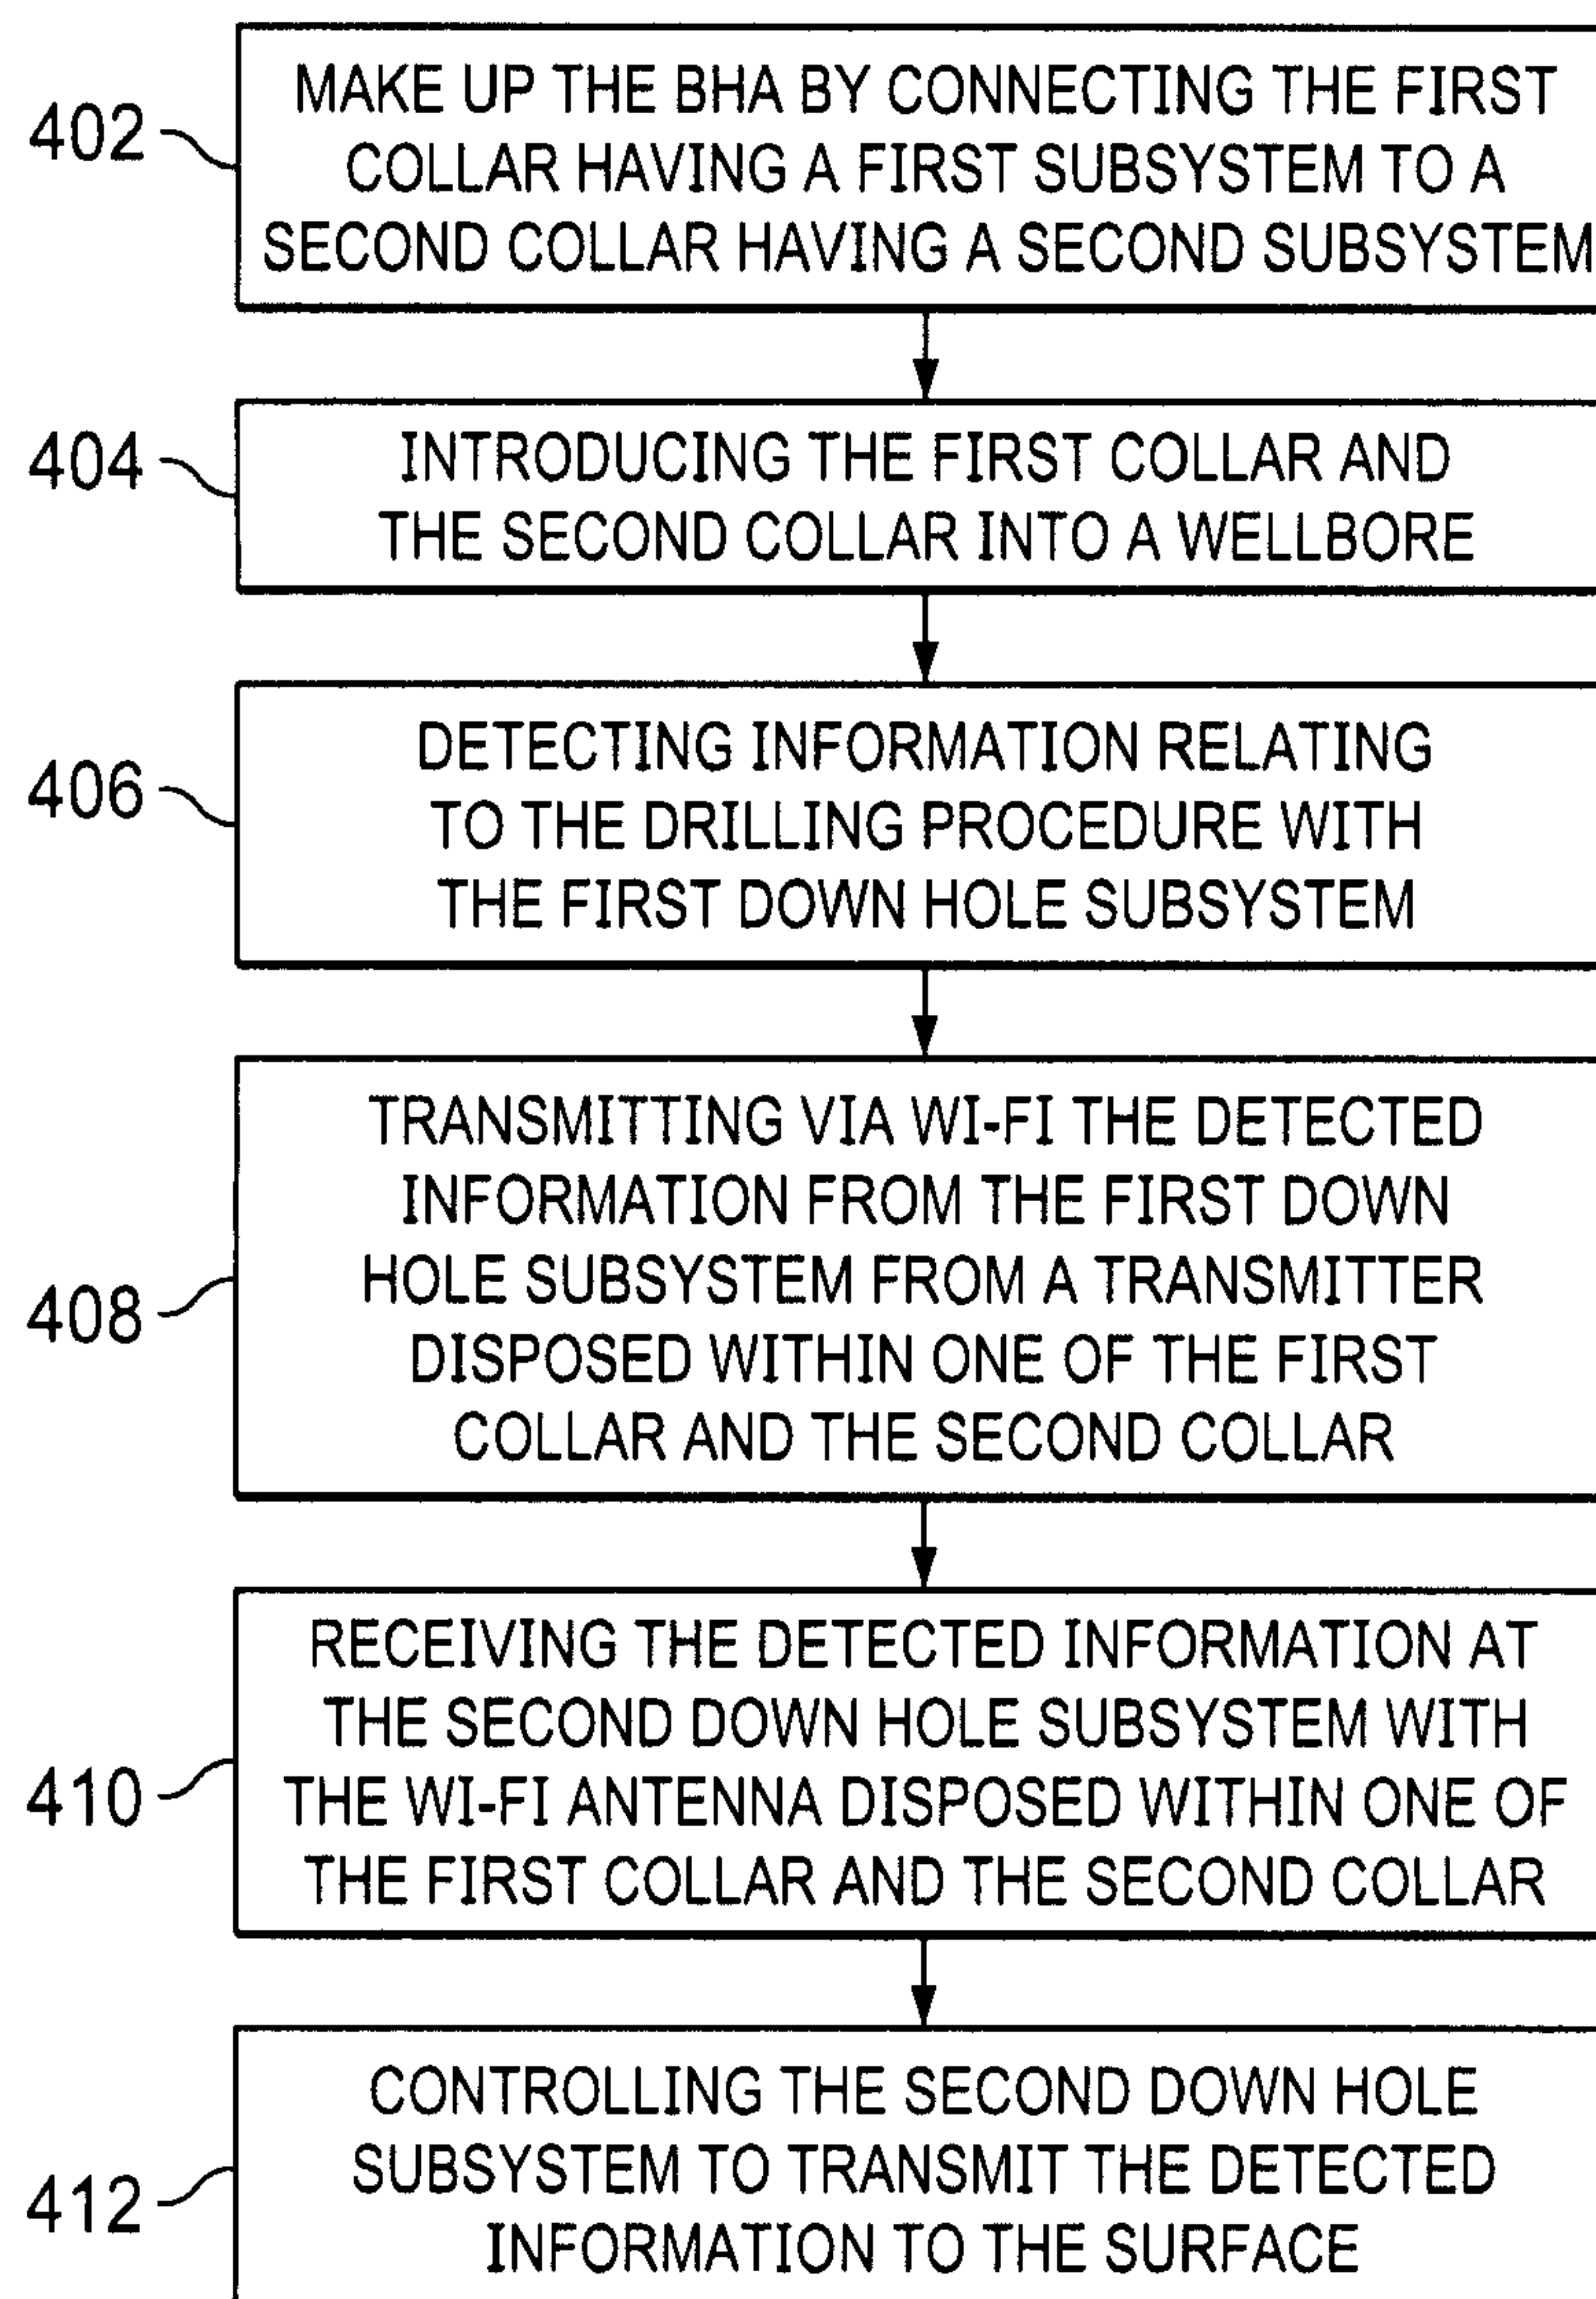 402
MAKE UP THE BHA BY CONNECTING THE FIRST
COLLAR HAVING A FIRST SUBSYSTEM TO A
SECOND COLLAR HAVING A SECOND SUBSYSTEM
404
INTRODUCING THE FIRST COLLAR AND
THE SECOND COLLAR INTO A WELLBORE
406
DETECTING INFORMATION RELATING
TO THE DRILLING PROCEDURE WITH
THE FIRST DOWN HOLE SUBSYSTEM
408
TRANSMITTING VIA WI-FI THE DETECTED
INFORMATION FROM THE FIRST DOWN
HOLE SUBSYSTEM FROM A TRANSMITTER
DISPOSED WITHIN ONE OF THE FIRST
COLLAR AND THE SECOND COLLAR
410
RECEIVING THE DETECTED INFORMATION AT
THE SECOND DOWN HOLE SUBSYSTEM WITH
THE WI-FI ANTENNA DISPOSED WITHIN ONE OF
THE FIRST COLLAR AND THE SECOND COLLAR
412
CONTROLLING THE SECOND DOWN HOLE
SUBSYSTEM TO TRANSMIT THE DETECTED
INFORMATION TO THE SURFACE